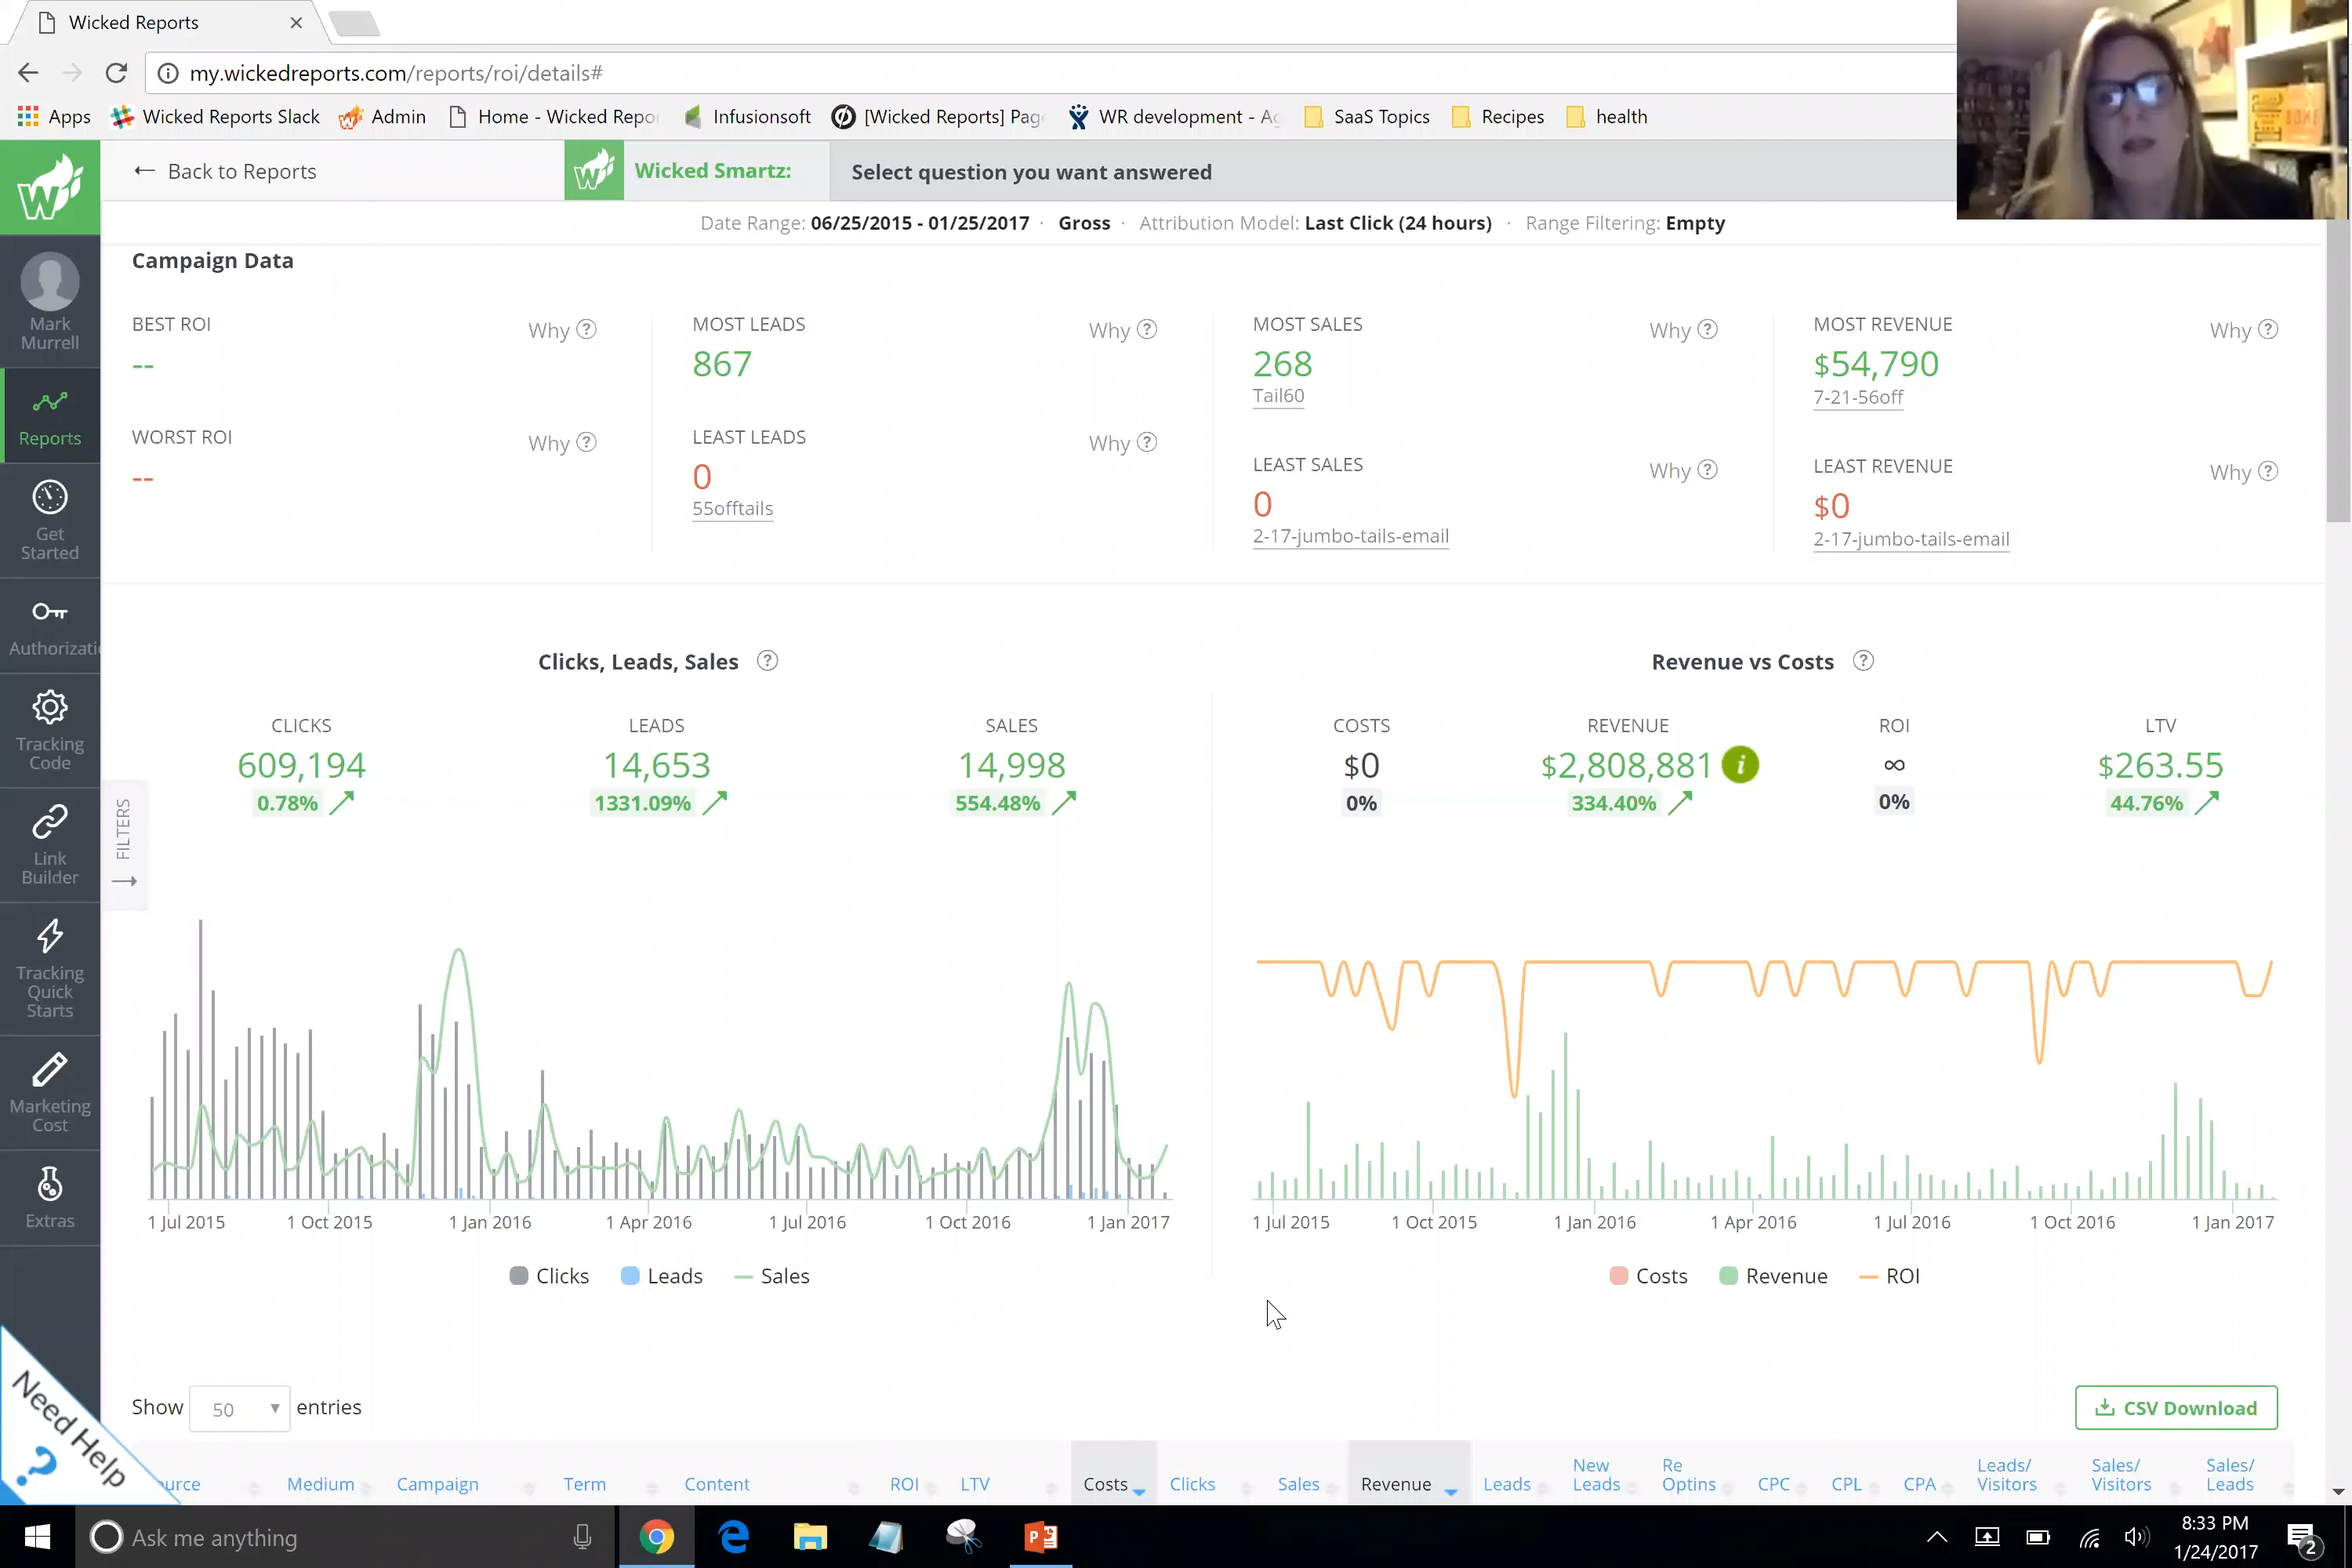 Wicked Reports
my.wickedreports.com/reports/roi/details#
Apps Wicked Reports Slack Admin Home - Wicked Repo Infusionsoft [Wicked Reports] Pag WR development - Ag SaaS Topics Recipes health
Back to Reports Wicked Smartz: Select question you want answered
Date Range: 06/25/2015 - 01/25/2017 · Gross · Attribution Model: Last Click (24 hours) · Range Filtering: Empty
Mark
Murrell
Reports
Get
Started
Authorizati
Tracking
Code
Link
Builder
Tracking
Quick
Starts
Marketing
Cost
Extras
Need Help
?
FILTERS
Campaign Data
BEST ROI Why ?
--
WORST ROI Why ?
--
MOST LEADS Why ?
867
LEAST LEADS Why ?
0
55offtails
MOST SALES Why ?
268
Tail60
LEAST SALES Why ?
0
2-17-jumbo-tails-email
MOST REVENUE Why ?
$54,790
7-21-56off
LEAST REVENUE Why ?
$0
2-17-jumbo-tails-email
Clicks, Leads, Sales ?
CLICKS LEADS SALES
609,194 14,653 14,998
0.78% 1331.09% 554.48%
1 Jul 2015 1 Oct 2015 1 Jan 2016 1 Apr 2016 1 Jul 2016 1 Oct 2016 1 Jan 2017
Clicks Leads Sales
Revenue vs Costs ?
COSTS REVENUE ROI LTV
$0 $2,808,881 i ∞ $263.55
0% 334.40% 0% 44.76%
1 Jul 2015 1 Oct 2015 1 Jan 2016 1 Apr 2016 1 Jul 2016 1 Oct 2016 1 Jan 2017
Costs Revenue ROI
Show 50 entries CSV Download
ource Medium Campaign Term Content ROI LTV Costs Clicks Sales Revenue Leads New Leads Re Optins CPC CPL CPA Leads/ Visitors Sales/ Visitors Sales/ Leads
Ask me anything
8:33 PM
1/24/2017
2